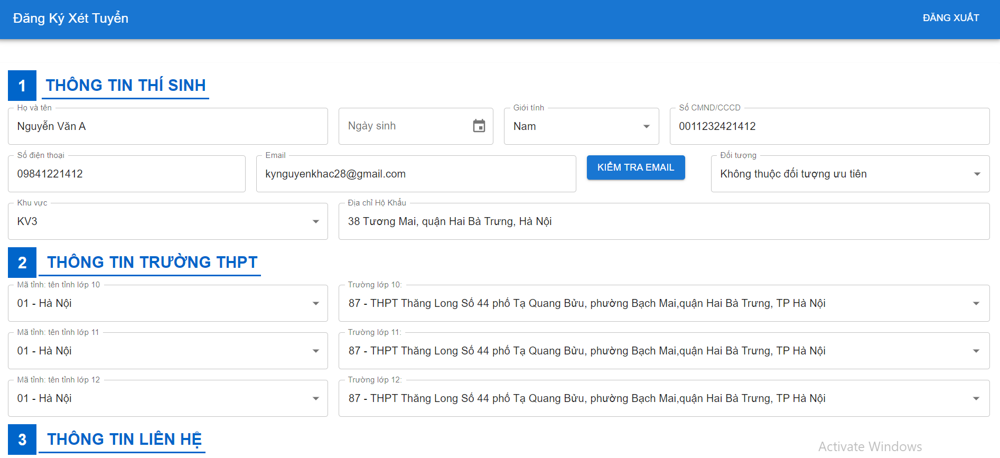 Đăng Ký Xét Tuyển
ĐĂNG XUẤT
1 THÔNG TIN THÍ SINH
Họ và tên
Nguyễn Văn A
Ngày sinh
Giới tính
Nam
Số CMND/CCCD
0011232421412
Số điện thoại
09841221412
Email
kynguyenkhac28@gmail.com
KIỂM TRA EMAIL
Đối tượng
Không thuộc đối tượng ưu tiên
Khu vực
KV3
Địa chỉ Hộ Khẩu
38 Tương Mai, quận Hai Bà Trưng, Hà Nội
2 THÔNG TIN TRƯỜNG THPT
Mã tỉnh: tên tỉnh lớp 10
01 - Hà Nội
Trường lớp 10:
87 - THPT Thăng Long Số 44 phố Tạ Quang Bửu, phường Bạch Mai,quận Hai Bà Trưng, TP Hà Nội
Mã tỉnh: tên tỉnh lớp 11
01 - Hà Nội
Trường lớp 11:
87 - THPT Thăng Long Số 44 phố Tạ Quang Bửu, phường Bạch Mai,quận Hai Bà Trưng, TP Hà Nội
Mã tỉnh: tên tỉnh lớp 12
01 - Hà Nội
Trường lớp 12:
87 - THPT Thăng Long Số 44 phố Tạ Quang Bửu, phường Bạch Mai,quận Hai Bà Trưng, TP Hà Nội
3 THÔNG TIN LIÊN HỆ
Activate Windows